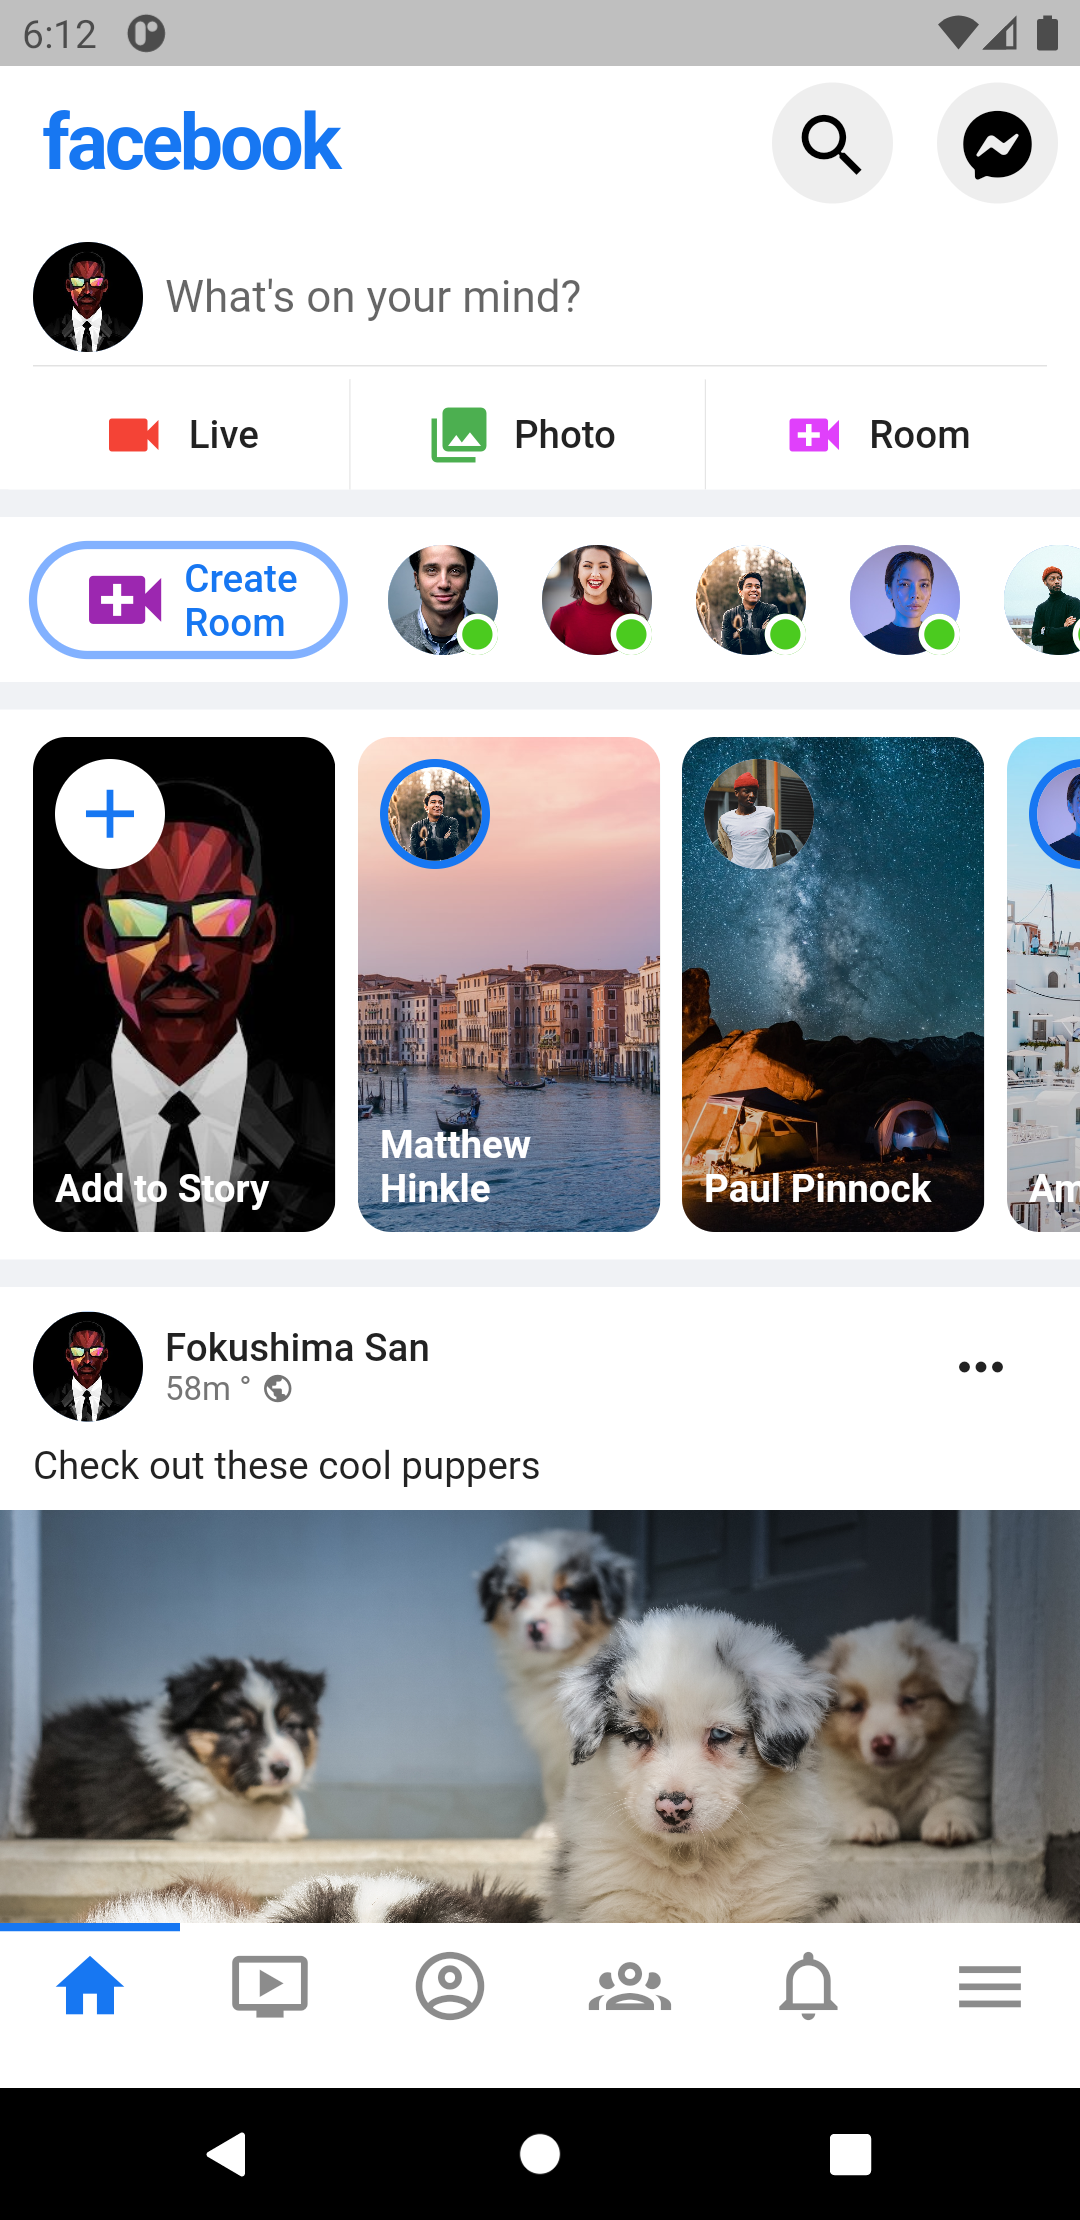 6:12
facebook
What's on your mind?
Live
Photo
Room
Create
Room
Add to Story
Matthew
Hinkle
Paul Pinnock
Am
Fokushima San
58m °
Check out these cool puppers